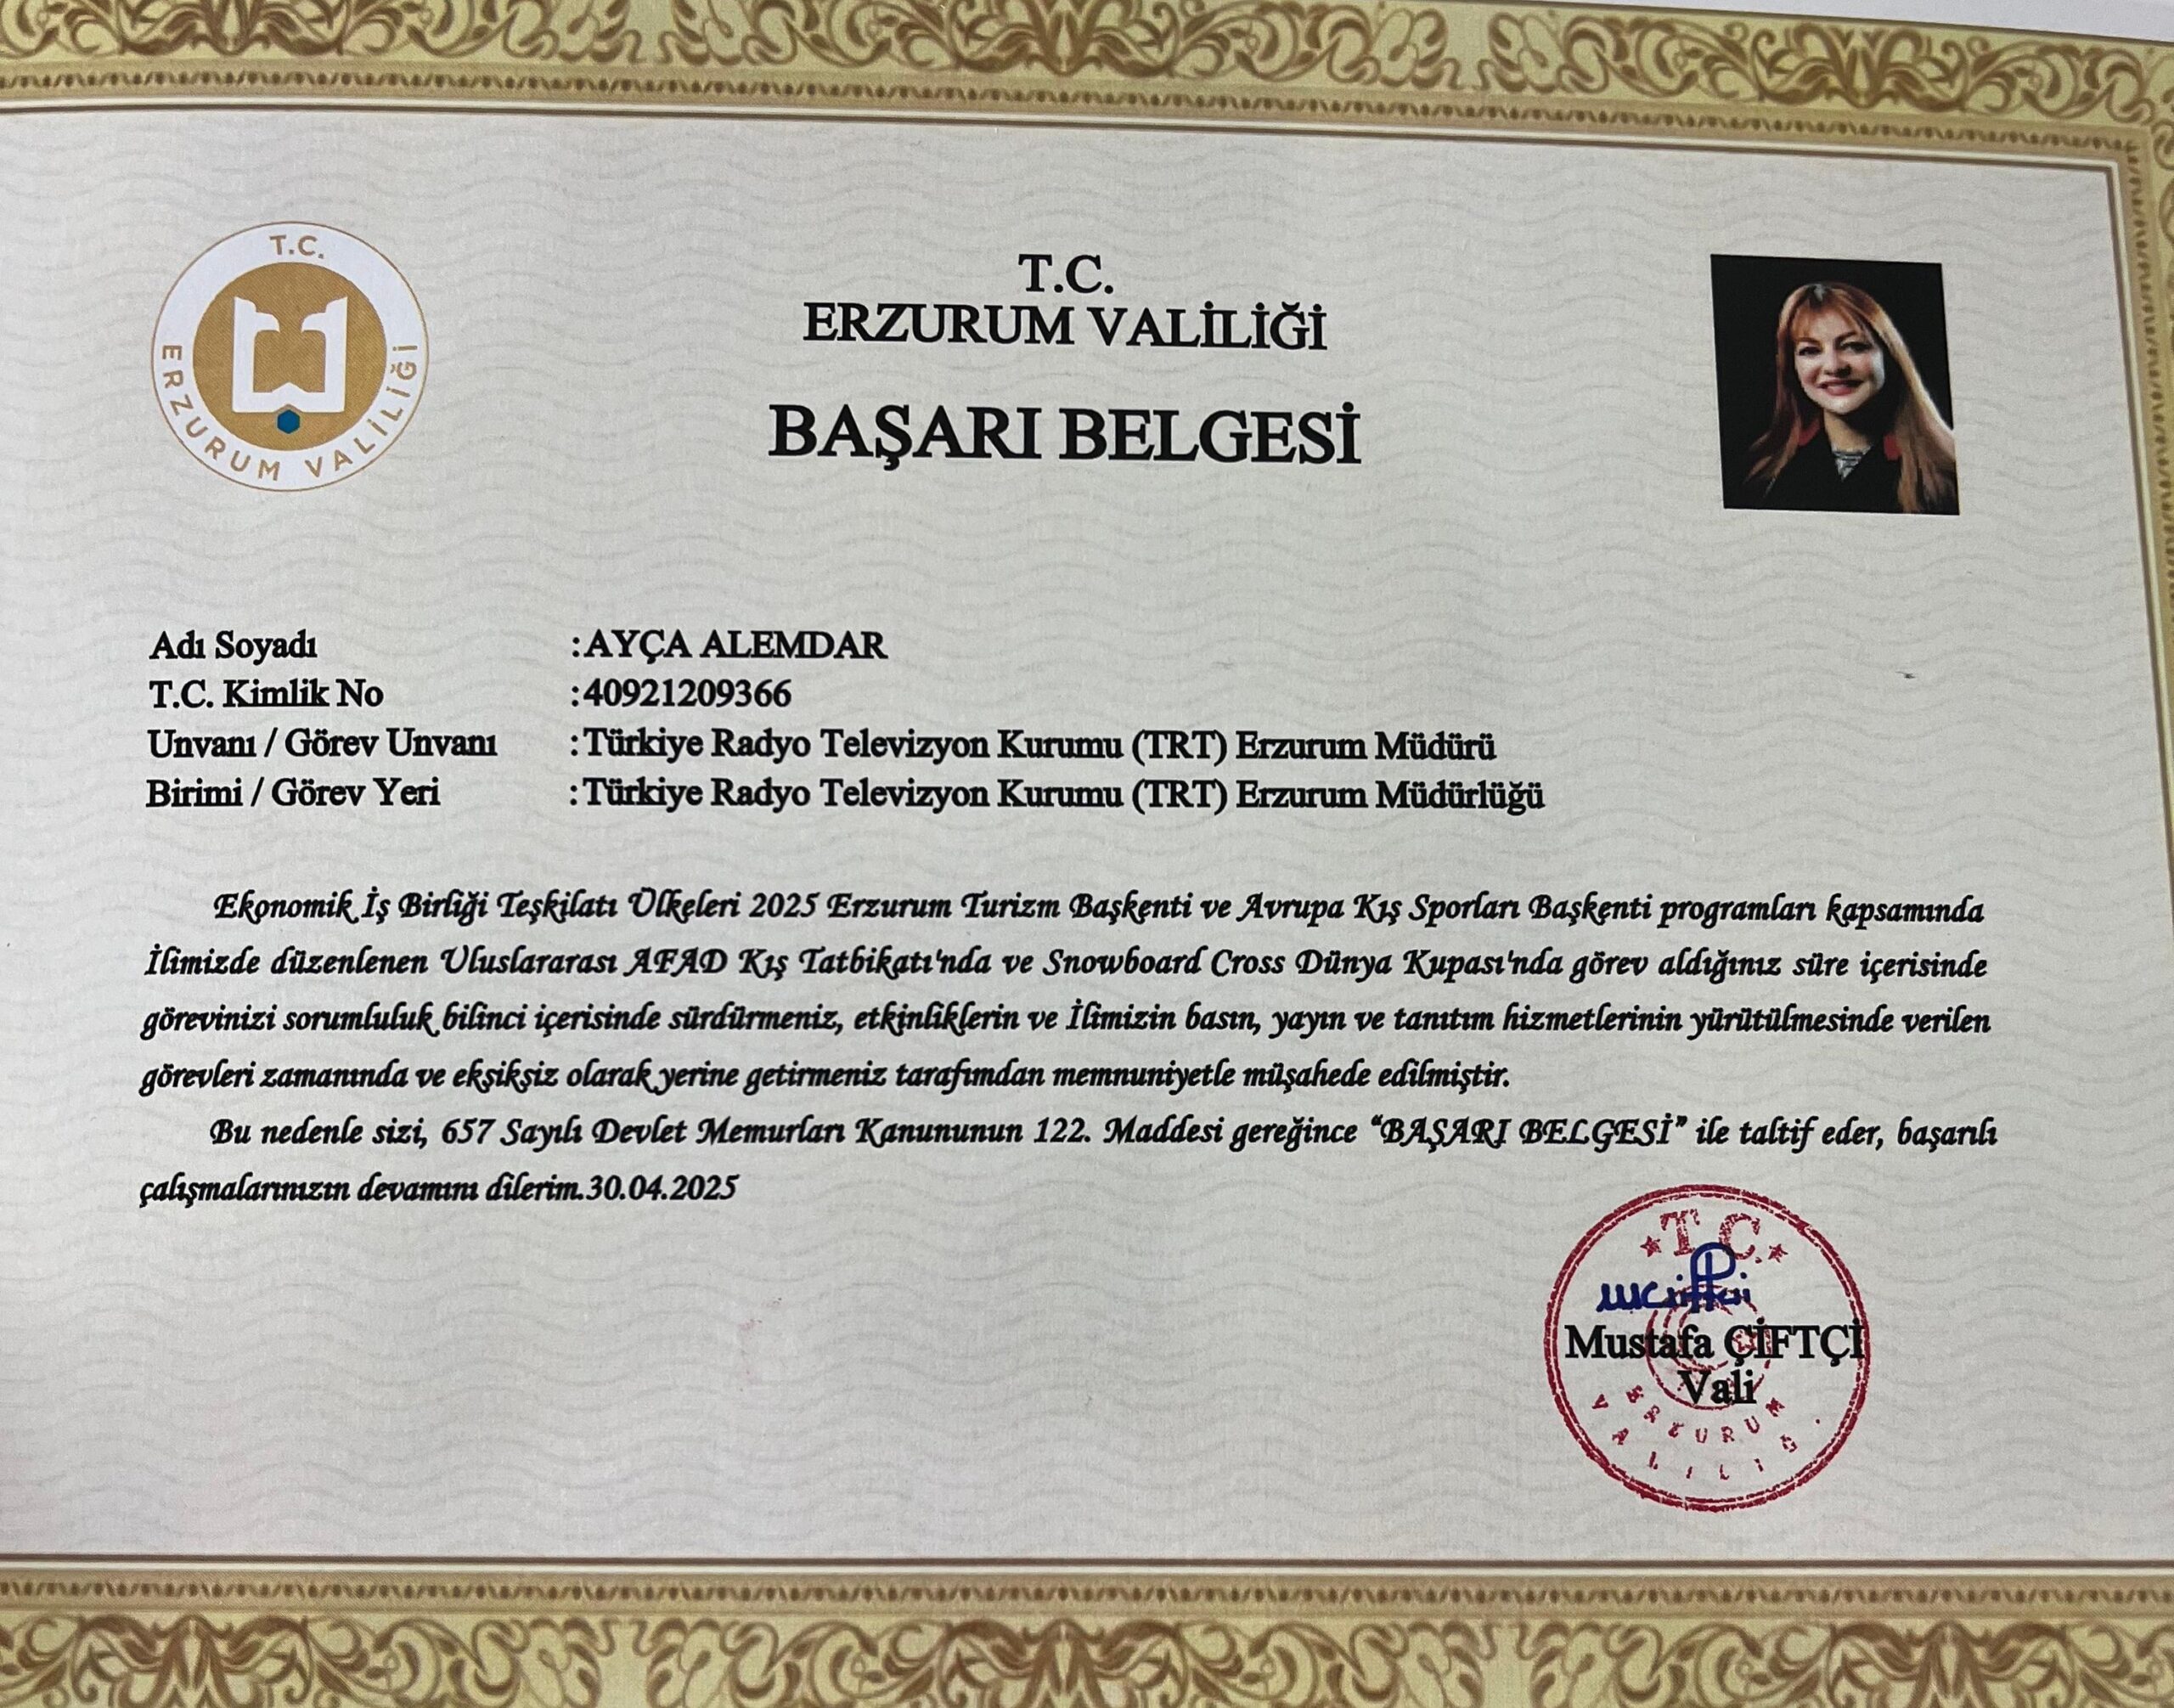 T.C.
ERZURUM VALİLİĞİ
T.C.
ERZURUM VALİLİĞİ
BAŞARI BELGESİ
Adı Soyadı :AYÇA ALEMDAR
T.C. Kimlik No :40921209366
Unvanı / Görev Unvanı :Türkiye Radyo Televizyon Kurumu (TRT) Erzurum Müdürü
Birimi / Görev Yeri :Türkiye Radyo Televizyon Kurumu (TRT) Erzurum Müdürlüğü
Ekonomik İş Birliği Teşkilatı Ülkeleri 2025 Erzurum Turizm Başkenti ve Avrupa Kış Sporları Başkenti programları kapsamında
İlimizde düzenlenen Uluslararası AFAD Kış Tatbikatı'nda ve Snowboard Cross Dünya Kupası'nda görev aldığınız süre içerisinde
görevinizi sorumluluk bilinci içerisinde sürdürmeniz, etkinliklerin ve İlimizin basın, yayın ve tanıtım hizmetlerinin yürütülmesinde verilen
görevleri zamanında ve eksiksiz olarak yerine getirmeniz tarafımdan memnuniyetle müşahede edilmiştir.
Bu nedenle sizi, 657 Sayılı Devlet Memurları Kanununun 122. Maddesi gereğince “BAŞARI BELGESİ” ile taltif eder, başarılı
çalışmalarınızın devamını dilerim.30.04.2025
T.C.
Mustafa ÇİFTÇİ
Vali
ERZURUM